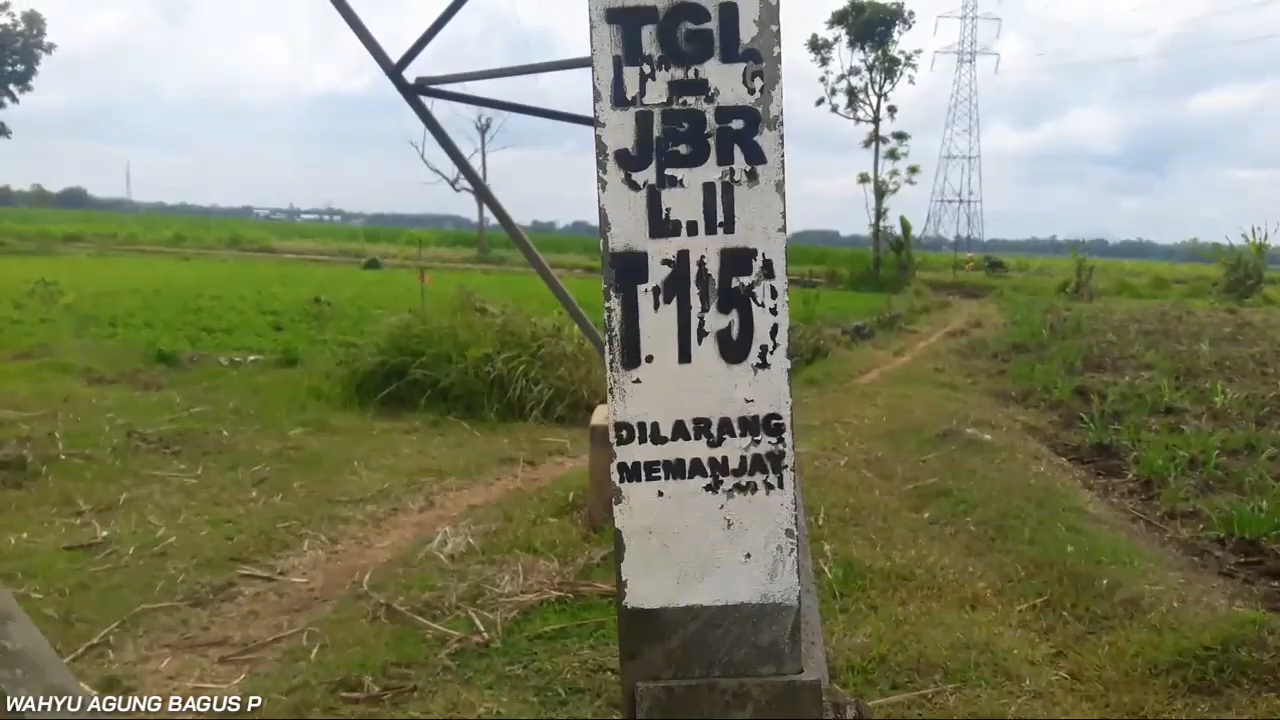 TGL
-
JBR
L.II
T.15
DILARANG
MEMANJAT
WAHYU AGUNG BAGUS P